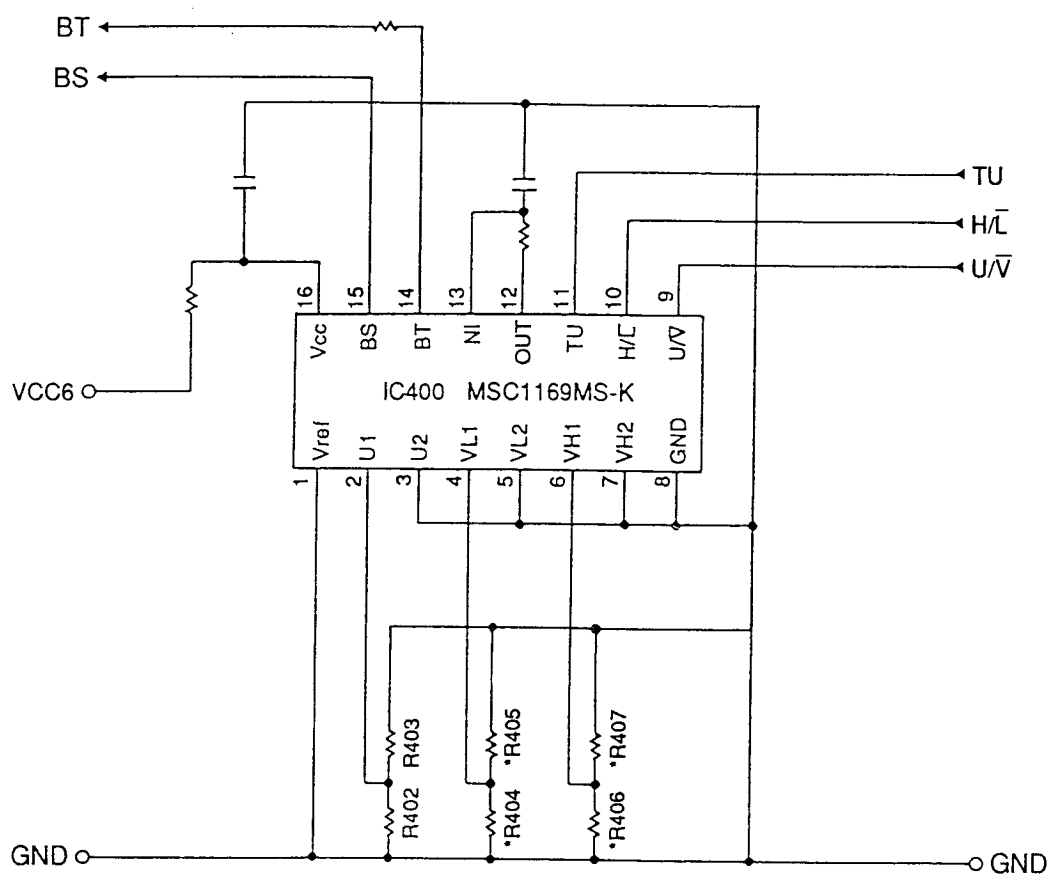 BT
BS
TU
H/L̅
U/V̅
16 15 14 13 12 11 10 9
Vcc BS BT NI OUT TU H/L̅ U/V̅
VCC6
IC400 MSC1169MS-K
Vref U1 U2 VL1 VL2 VH1 VH2 GND
1 2 3 4 5 6 7 8
R403 *R405 *R407
R402 *R404 *R406
GND GND